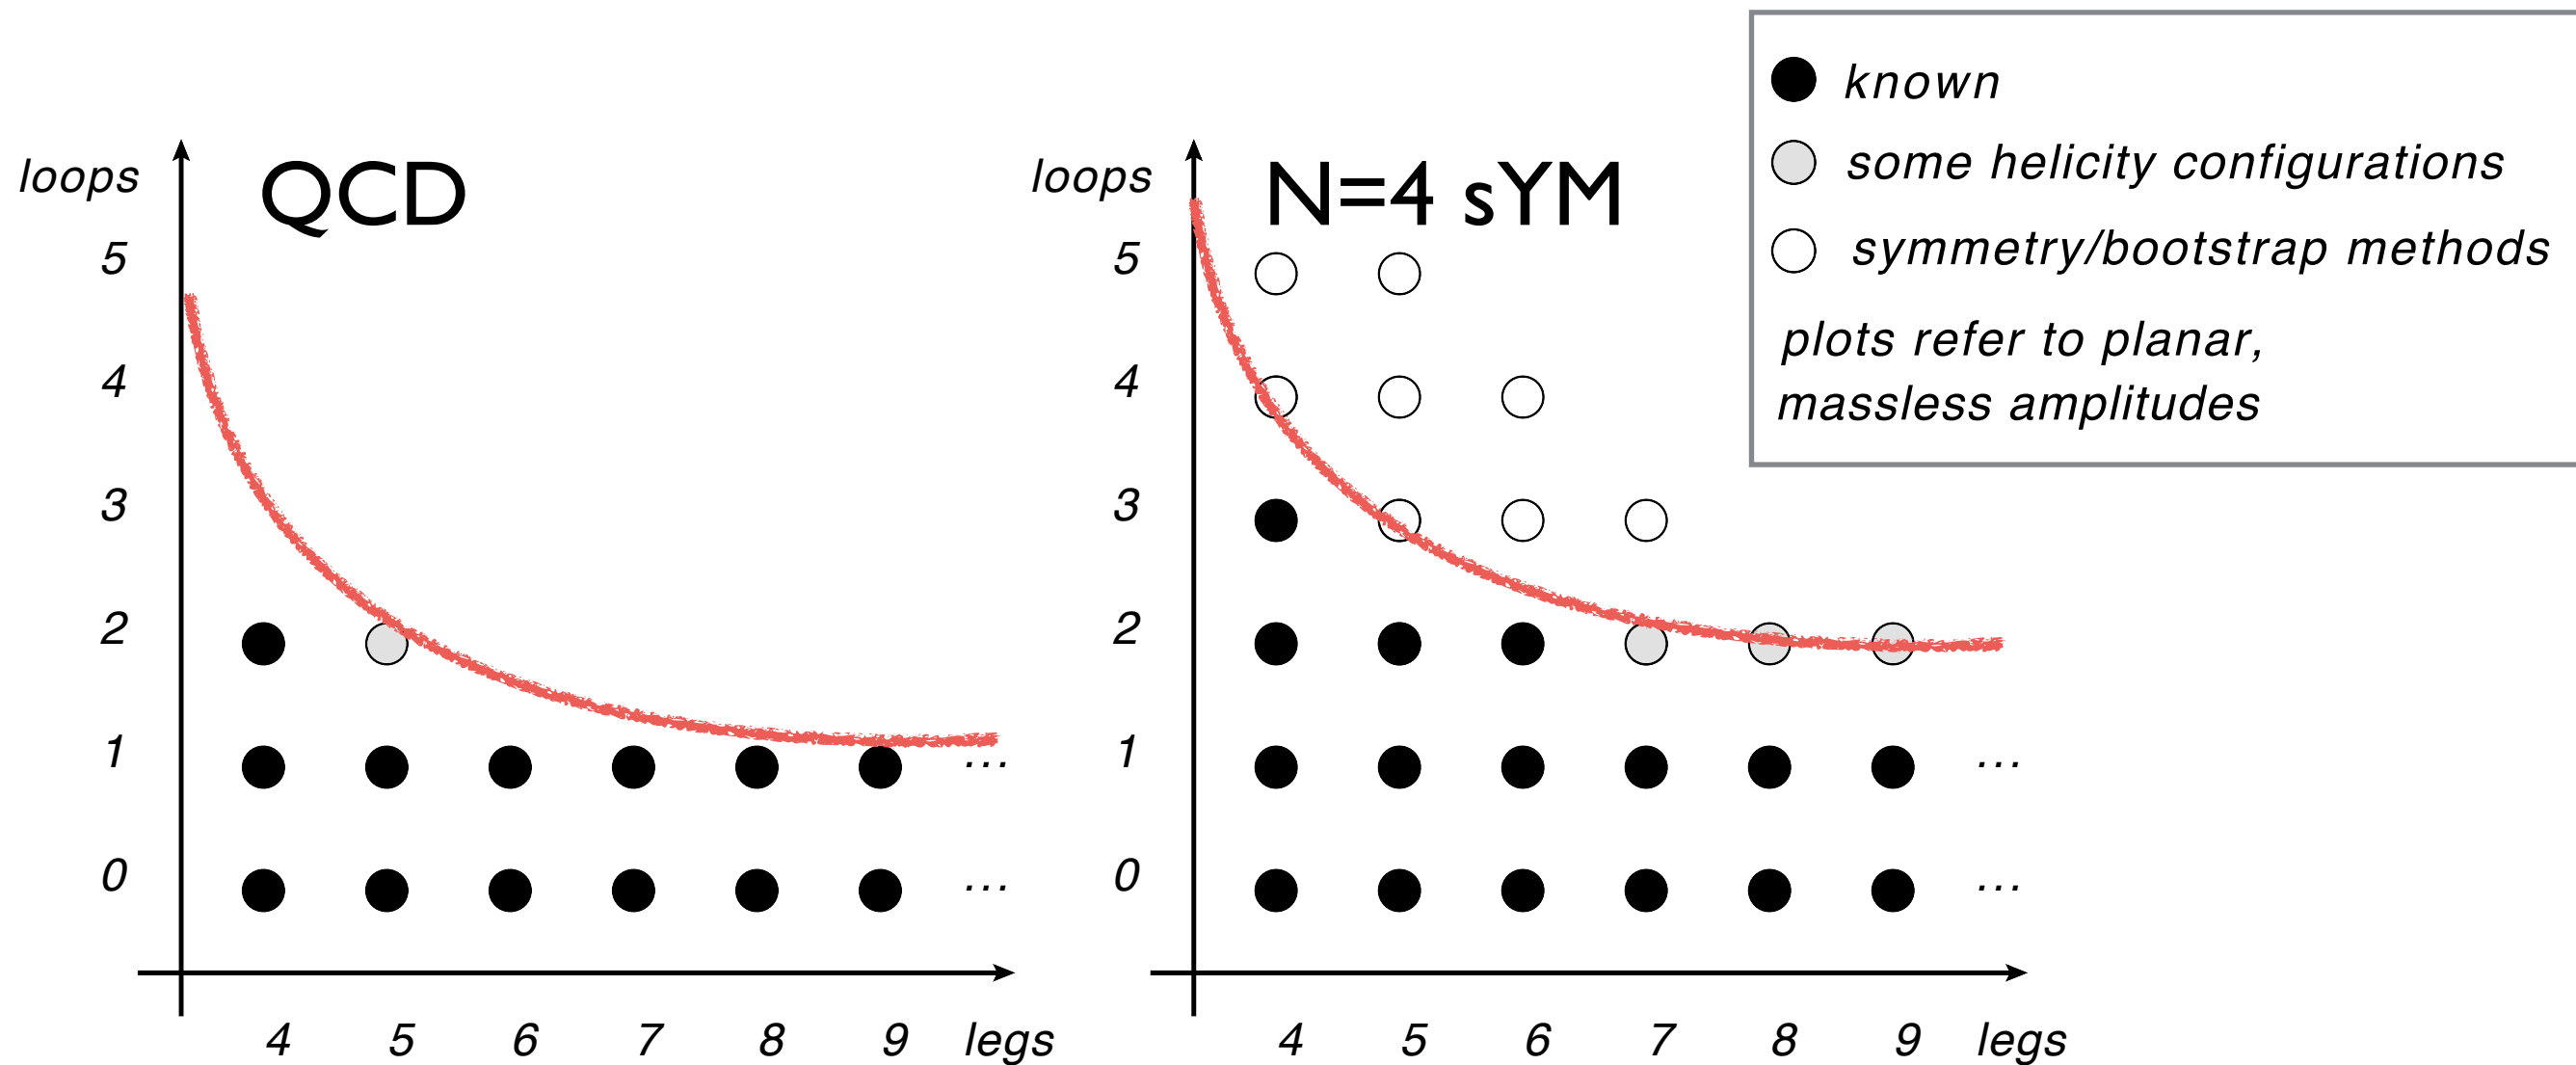 QCD
loops
5
4
3
2
1
0
...
...
4 5 6 7 8 9 legs
N=4 sYM
loops
5
4
3
2
1
0
...
...
4 5 6 7 8 9 legs
known
some helicity configurations
symmetry/bootstrap methods
plots refer to planar,
massless amplitudes